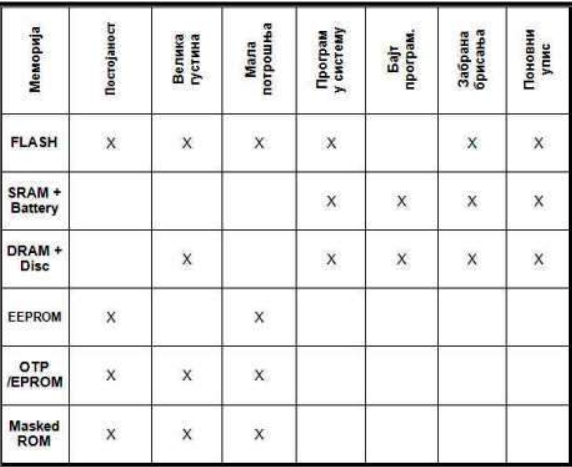 Меморија Постојаност Велика густина Мала потрошња Програм у систему Бајт програм. Забрана брисања Поновни упис
FLASH X X X X X X
SRAM + Battery X X X X
DRAM + Disc X X X X X
EEPROM X X
OTP /EPROM X X X
Masked ROM X X X